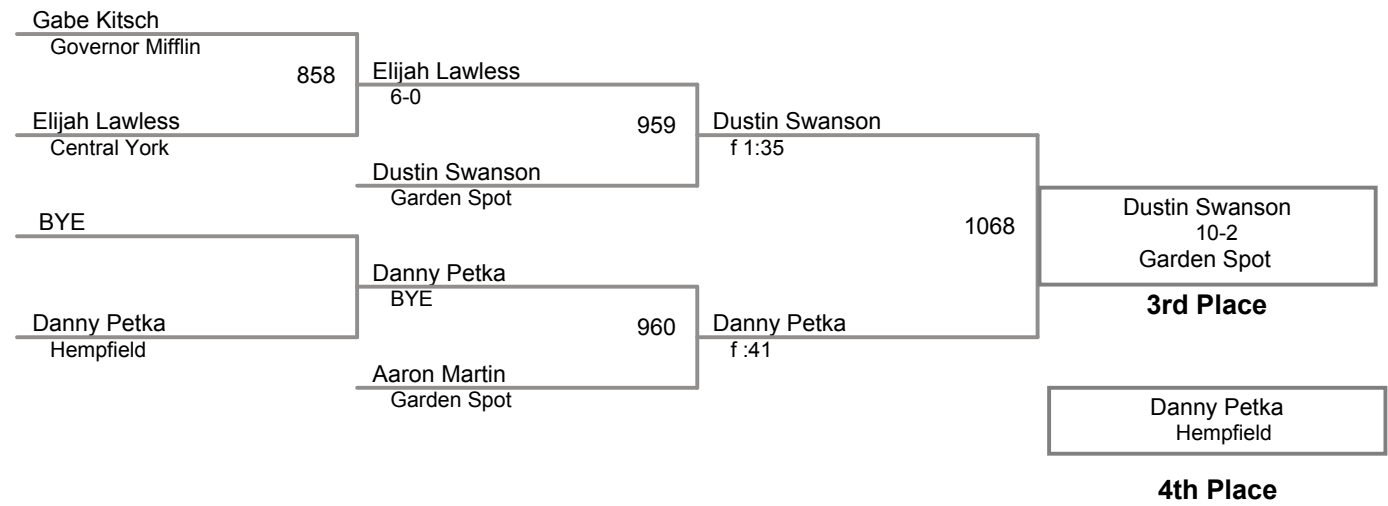 Gabe Kitsch
Governor Mifflin
858
Elijah Lawless
Central York
BYE
Danny Petka
Hempfield
Elijah Lawless
6-0
959
Dustin Swanson
Garden Spot
Danny Petka
BYE
960
Aaron Martin
Garden Spot
Dustin Swanson
f 1:35
1068
Danny Petka
f :41
Dustin Swanson
10-2
Garden Spot
3rd Place
Danny Petka
Hempfield
4th Place